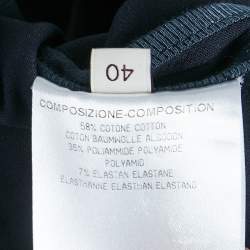 40
COMPOSIZIONE-COMPOSITION
58% COTONE COTTON
COTON BAUMWOLLE ALGODON
35% POLIAMMIDE POLYAMIDE
POLYAMID
7% ELASTAN ELASTANE
ELASTHANNE ELASTHAN ELASTANO